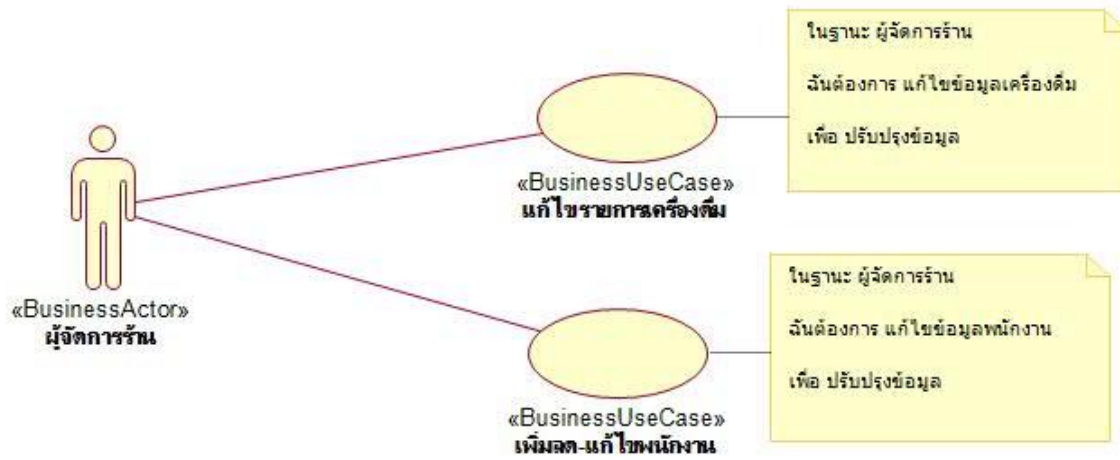 ในฐานะ ผู้จัดการร้าน
ฉันต้องการ แก้ไขข้อมูลเครื่องดื่ม
เพื่อ ปรับปรุงข้อมูล
«BusinessUseCase»
แก้ไขรายการเครื่องดื่ม
«BusinessActor»
ผู้จัดการร้าน
ในฐานะ ผู้จัดการร้าน
ฉันต้องการ แก้ไขข้อมูลพนักงาน
เพื่อ ปรับปรุงข้อมูล
«BusinessUseCase»
เพิ่มลด-แก้ไขพนักงาน